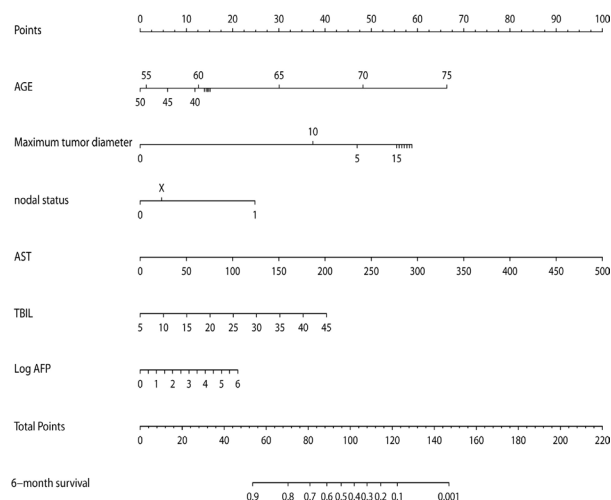 Points
0 10 20 30 40 50 60 70 80 90 100
55 60 65 70 75
AGE
50 45 40
10
Maximum tumor diameter
0 5 15
X
nodal status
0 1
AST
0 50 100 150 200 250 300 350 400 450 500
TBIL
5 10 15 20 25 30 35 40 45
Log AFP
0 1 2 3 4 5 6
Total Points
0 20 40 60 80 100 120 140 160 180 200 220
6−month survival
0.9 0.8 0.7 0.6 0.5 0.4 0.3 0.2 0.1 0.001